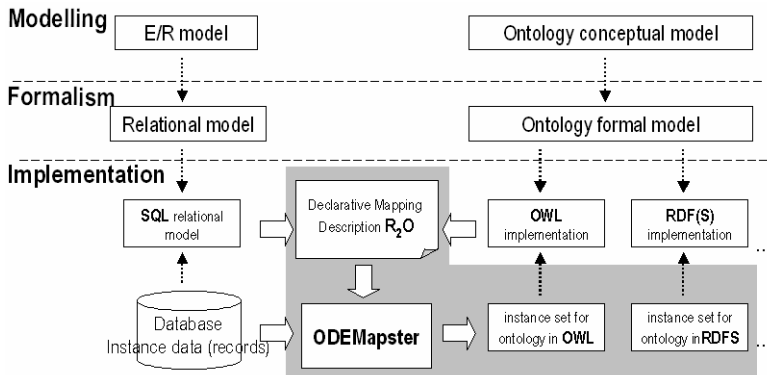 Modelling
E/R model
Ontology conceptual model
Formalism
Relational model
Ontology formal model
Implementation
SQL relational
model
Declarative Mapping
Description R₂O
OWL
implementation
RDF(S)
implementation
...
Database
Instance data (records)
ODEMapster
instance set for
ontology in OWL
instance set for
ontology in RDFS
...